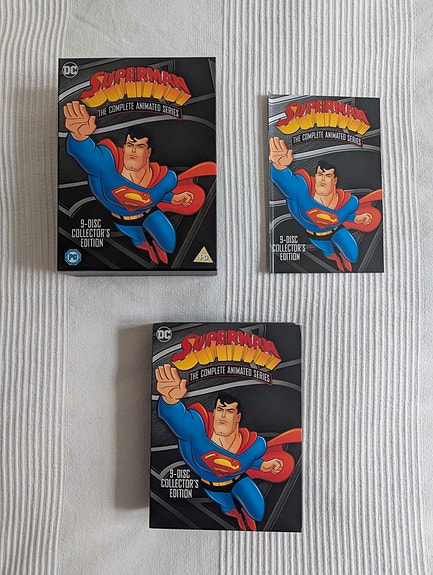 DC
SUPERMAN
THE COMPLETE ANIMATED SERIES
9-DISC
COLLECTOR'S
EDITION
PG
PG
SUPERMAN
THE COMPLETE ANIMATED SERIES
9-DISC
COLLECTOR'S
EDITION
DC
SUPERMAN
THE COMPLETE ANIMATED SERIES
9-DISC
COLLECTOR'S
EDITION